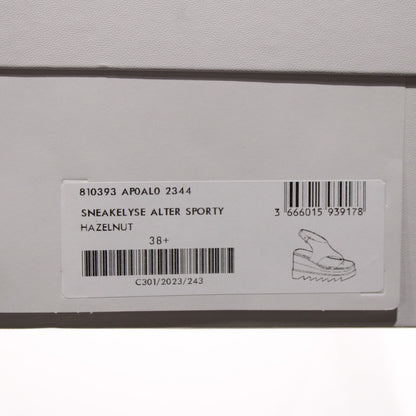 810393 AP0AL0 2344
SNEAKELYSE ALTER SPORTY
HAZELNUT
38+
C301/2023/243
3 666015 939178